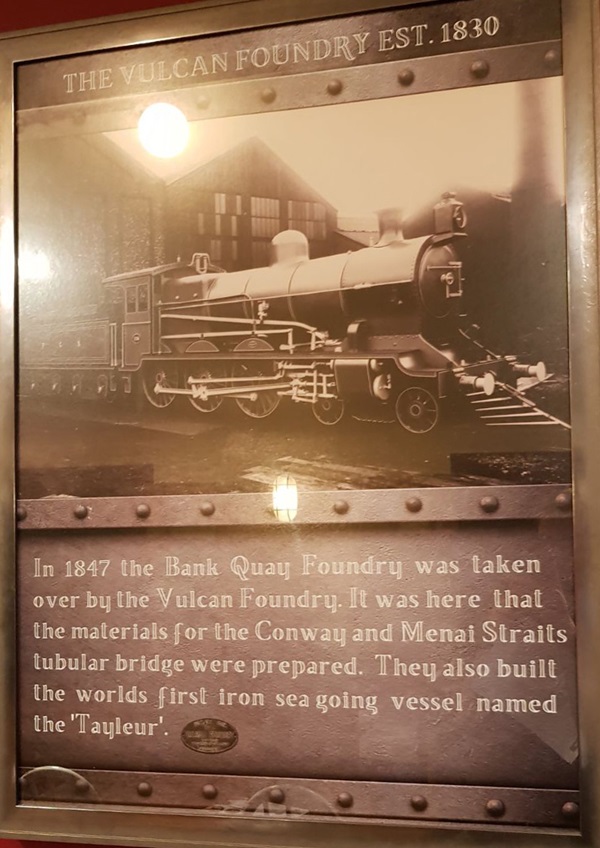 THE VULCAN FOUNDRY EST. 1830
In 1847 the Bank Quay Foundry was taken
over by the Vulcan Foundry. It was here that
the materials for the Conway and Menai Straits
tubular bridge were prepared. They also built
the worlds first iron sea going vessel named
the 'Tayleur'.